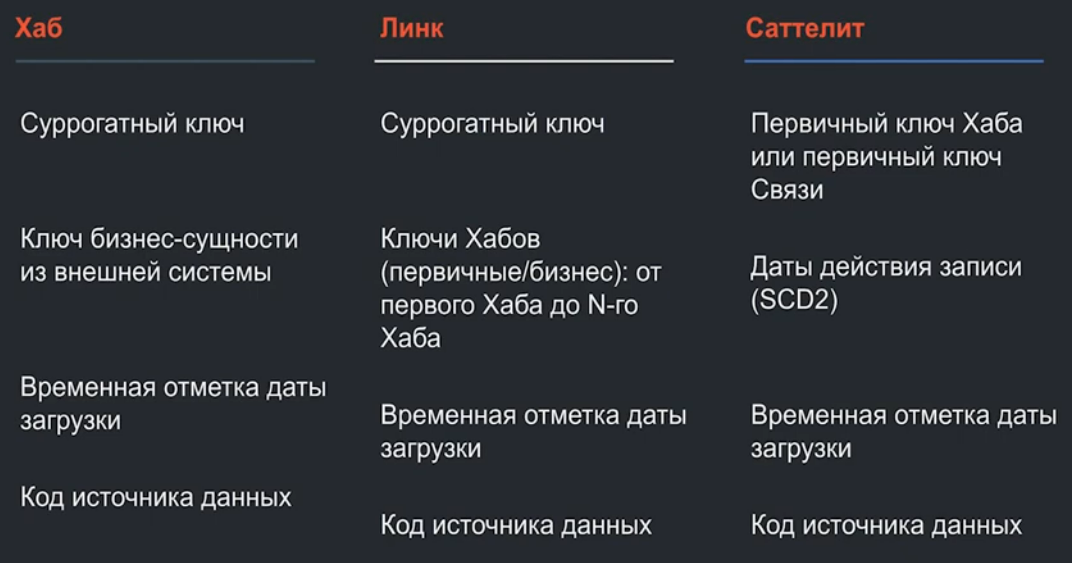 Хаб
Суррогатный ключ
Ключ бизнес-сущности
из внешней системы
Временная отметка даты
загрузки
Код источника данных
Линк
Суррогатный ключ
Ключи Хабов
(первичные/бизнес): от
первого Хаба до N-го
Хаба
Временная отметка даты
загрузки
Код источника данных
Саттелит
Первичный ключ Хаба
или первичный ключ
Связи
Даты действия записи
(SCD2)
Временная отметка даты
загрузки
Код источника данных